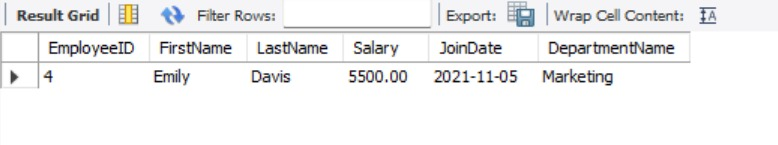 Result Grid Filter Rows: Export: Wrap Cell Content:
EmployeeID FirstName LastName Salary JoinDate DepartmentName
4 Emily Davis 5500.00 2021-11-05 Marketing